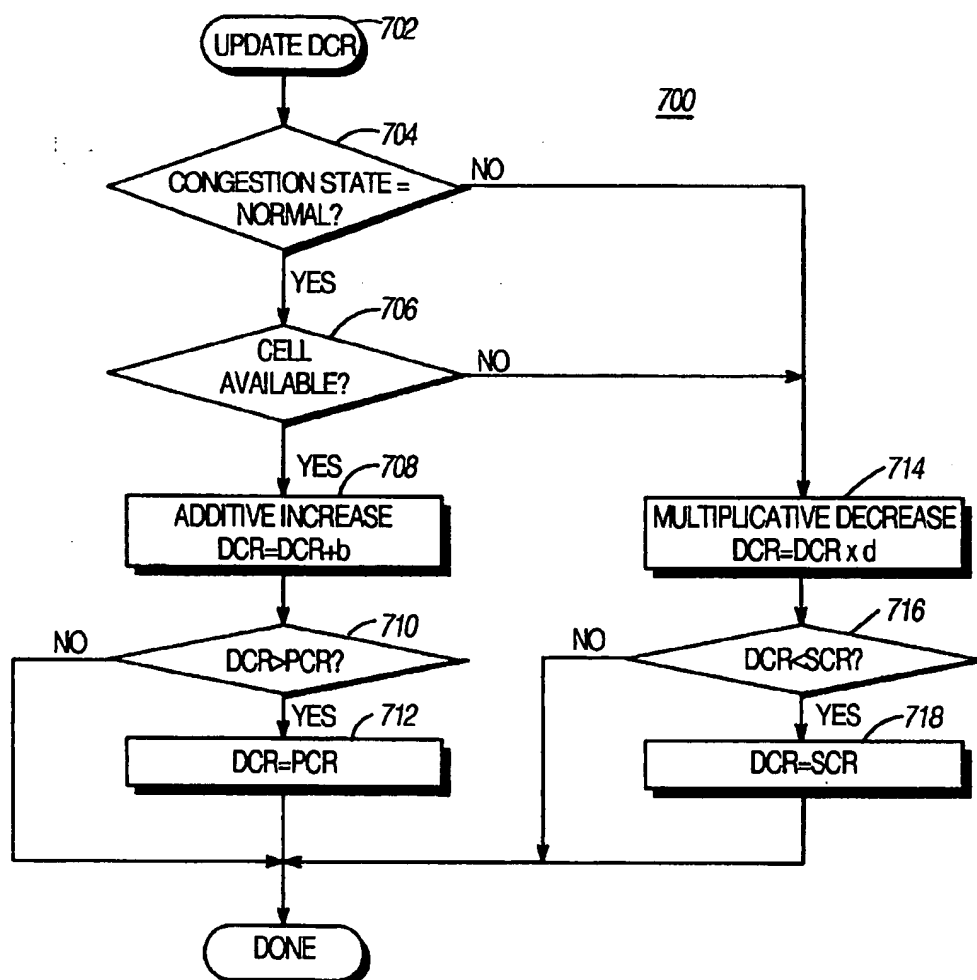 UPDATE DCR
702
700
704
CONGESTION STATE =
NORMAL?
NO
YES
706
CELL
AVAILABLE?
NO
YES
708
ADDITIVE INCREASE
DCR=DCR+b
714
MULTIPLICATIVE DECREASE
DCR=DCR x d
710
NO
DCR>PCR?
YES
716
NO
DCR<SCR?
YES
712
DCR=PCR
718
DCR=SCR
DONE